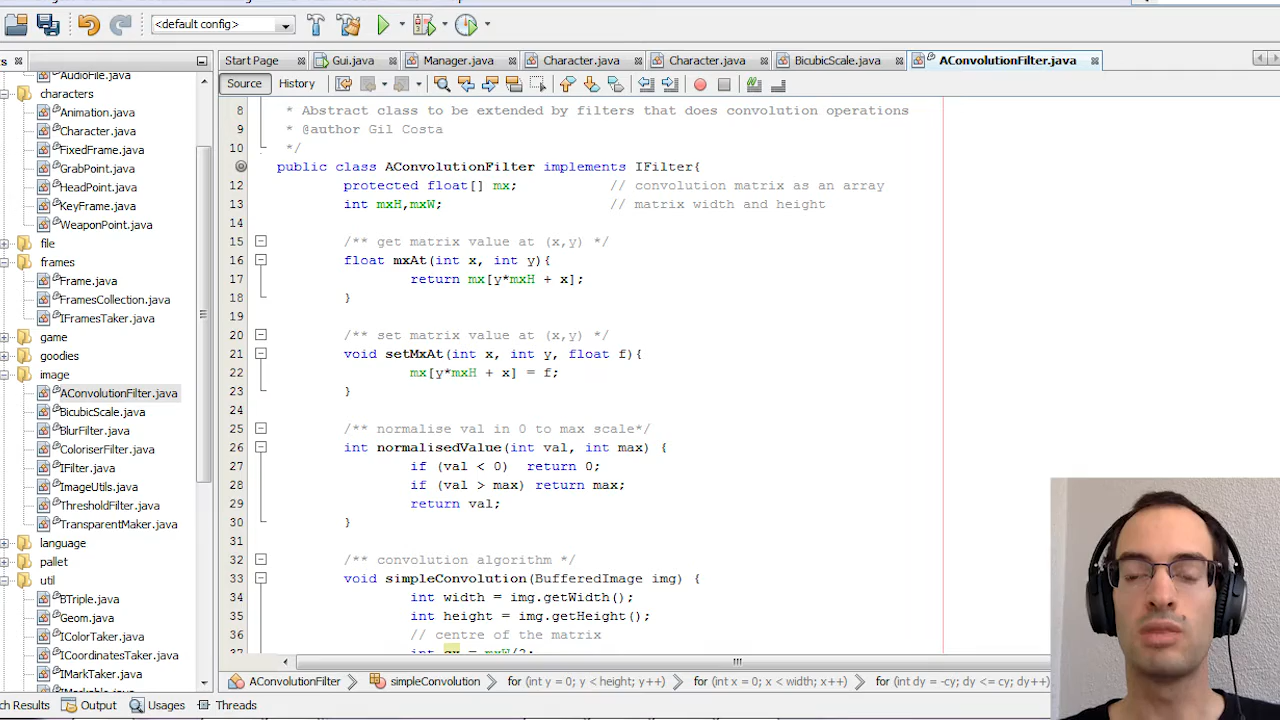 <default config>
s
Start Page
Gui.java
Manager.java
Character.java
Character.java
BicubicScale.java
AConvolutionFilter.java
Source
History
AudioFile.java
characters
Animation.java
Character.java
FixedFrame.java
GrabPoint.java
HeadPoint.java
KeyFrame.java
WeaponPoint.java
file
frames
Frame.java
FramesCollection.java
IFramesTaker.java
game
goodies
image
AConvolutionFilter.java
BicubicScale.java
BlurFilter.java
ColoriserFilter.java
IFilter.java
ImageUtils.java
ThresholdFilter.java
TransparentMaker.java
language
pallet
util
BTriple.java
Geom.java
IColorTaker.java
ICoordinatesTaker.java
IMarkTaker.java
8 * Abstract class to be extended by filters that does convolution operations
9 * @author Gil Costa
10 */
public class AConvolutionFilter implements IFilter{
12 protected float[] mx; // convolution matrix as an array
13 int mxH,mxW; // matrix width and height
14
15 /** get matrix value at (x,y) */
16 float mxAt(int x, int y){
17 return mx[y*mxH + x];
18 }
19
20 /** set matrix value at (x,y) */
21 void setMxAt(int x, int y, float f){
22 mx[y*mxH + x] = f;
23 }
24
25 /** normalise val in 0 to max scale*/
26 int normalisedValue(int val, int max) {
27 if (val < 0) return 0;
28 if (val > max) return max;
29 return val;
30 }
31
32 /** convolution algorithm */
33 void simpleConvolution(BufferedImage img) {
34 int width = img.getWidth();
35 int height = img.getHeight();
36 // centre of the matrix
AConvolutionFilter
simpleConvolution
for (int y = 0; y < height; y++)
for (int x = 0; x < width; x++)
for (int dy = -cy; dy <= cy; dy++)
ch Results
Output
Usages
Threads